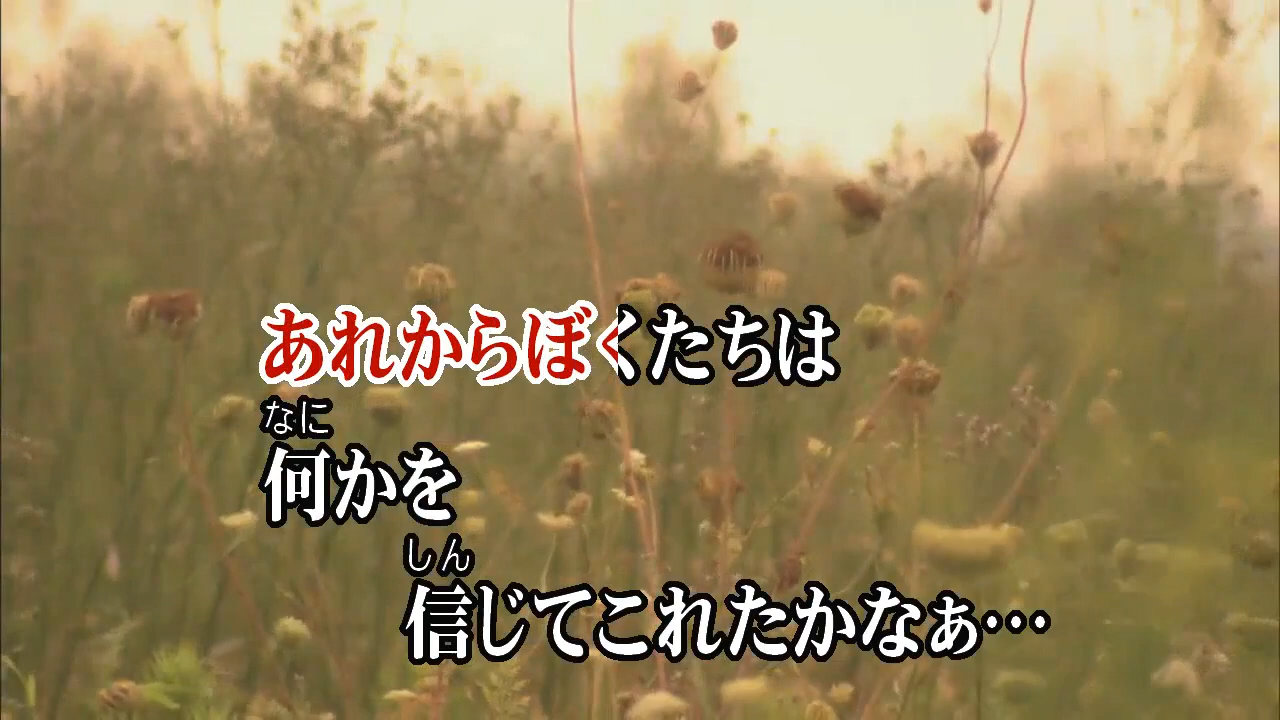 あれからぼくたちは
なに
何かを
しん
信じてこれたかなぁ…